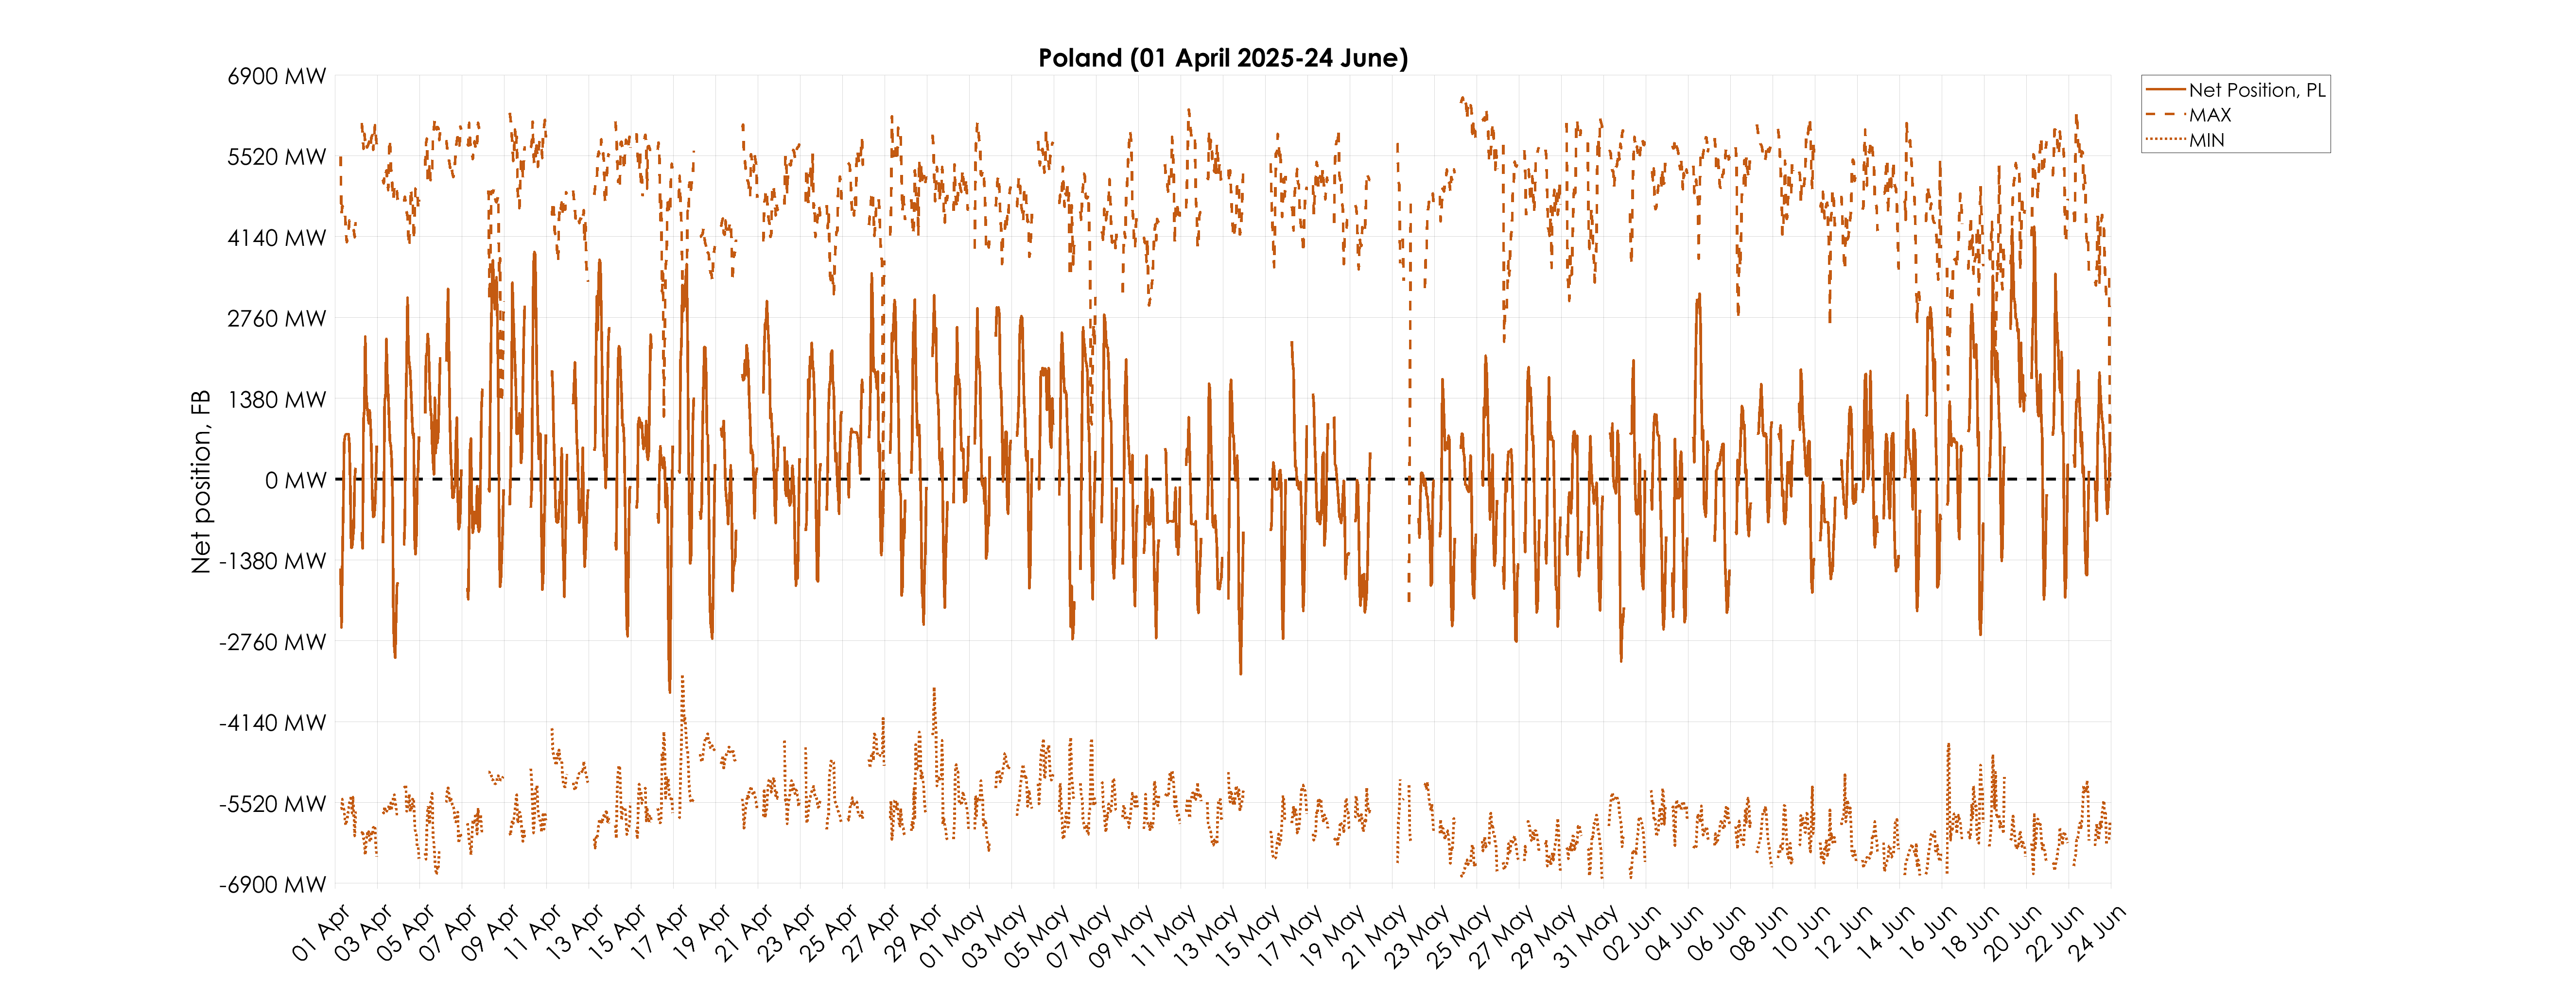 Poland (01 April 2025-24 June)
Net position, FB
6900 MW
5520 MW
4140 MW
2760 MW
1380 MW
0 MW
-1380 MW
-2760 MW
-4140 MW
-5520 MW
-6900 MW
Net Position, PL
MAX
MIN
01 Apr
03 Apr
05 Apr
07 Apr
09 Apr
11 Apr
13 Apr
15 Apr
17 Apr
19 Apr
21 Apr
23 Apr
25 Apr
27 Apr
29 Apr
01 May
03 May
05 May
07 May
09 May
11 May
13 May
15 May
17 May
19 May
21 May
23 May
25 May
27 May
29 May
31 May
02 Jun
04 Jun
06 Jun
08 Jun
10 Jun
12 Jun
14 Jun
16 Jun
18 Jun
20 Jun
22 Jun
24 Jun